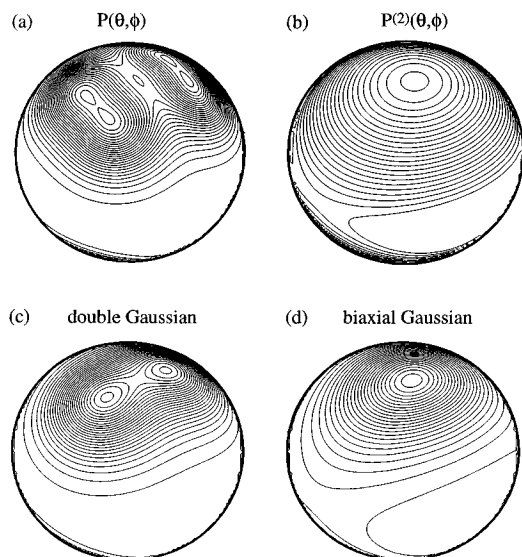 (a) P(θ,ϕ)
(b) P⁽²⁾(θ,ϕ)
(c) double Gaussian
(d) biaxial Gaussian